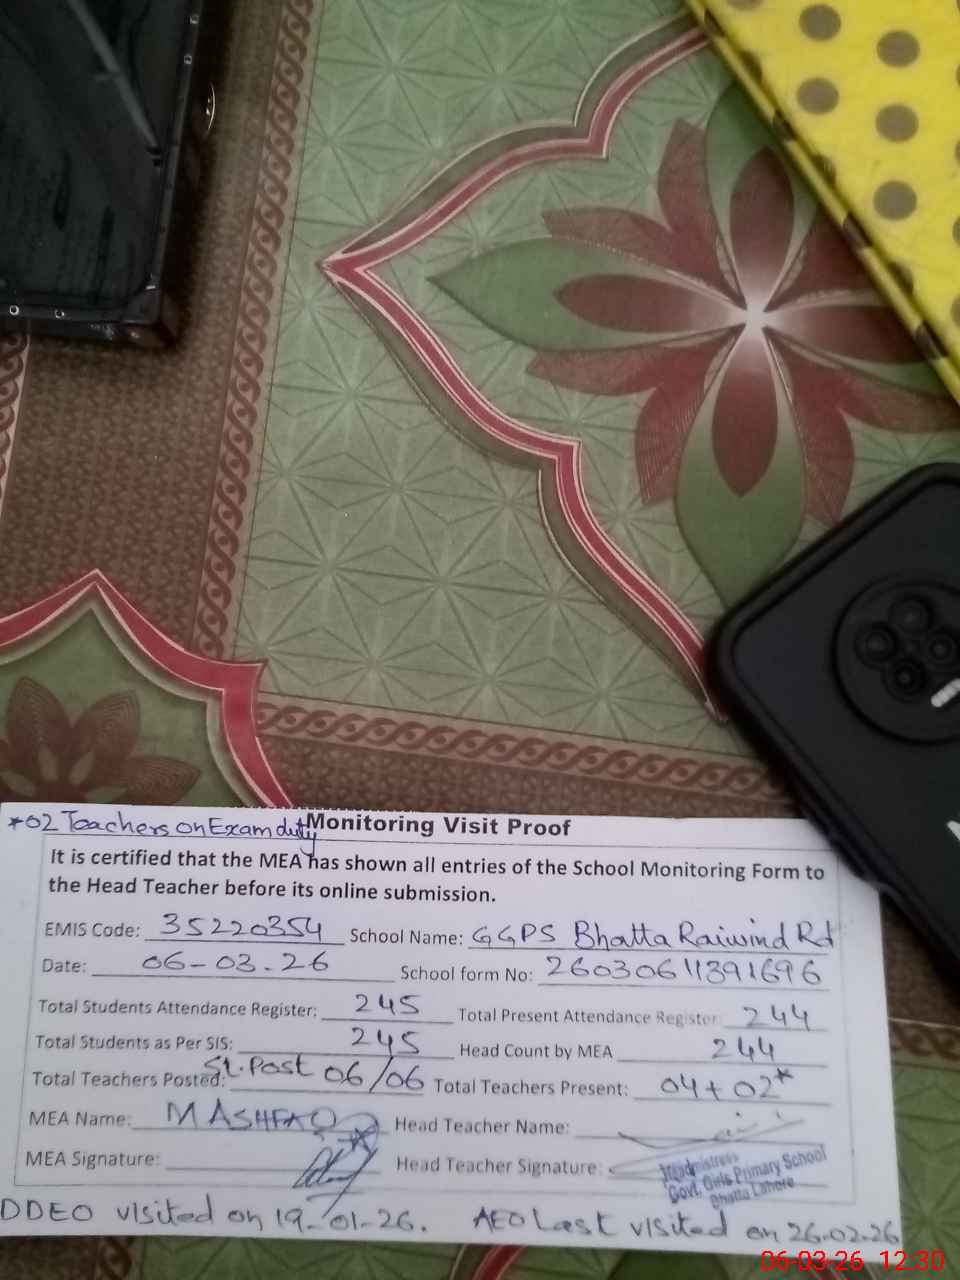 *02 Teachers on Exam duty
Monitoring Visit Proof
It is certified that the MEA has shown all entries of the School Monitoring Form to
the Head Teacher before its online submission.
EMIS Code: 35220354 School Name: GGPS Bhatta Raiwind Rd
Date: 06-03-26 School form No: 26030611391696
Total Students Attendance Register: 245 Total Present Attendance Register: 244
Total Students as Per SIS: 245 Head Count by MEA 244
Total Teachers Posted: St. Post 06/06 Total Teachers Present: 04+02*
MEA Name: M ASHFAQ Head Teacher Name:
MEA Signature: Head Teacher Signature:
Headmistress
Govt. Girls Primary School
Bhatta Lahore
DDEO visited on 19-01-26. AEO Last visited on 26-02-26
06-03-26 12:30